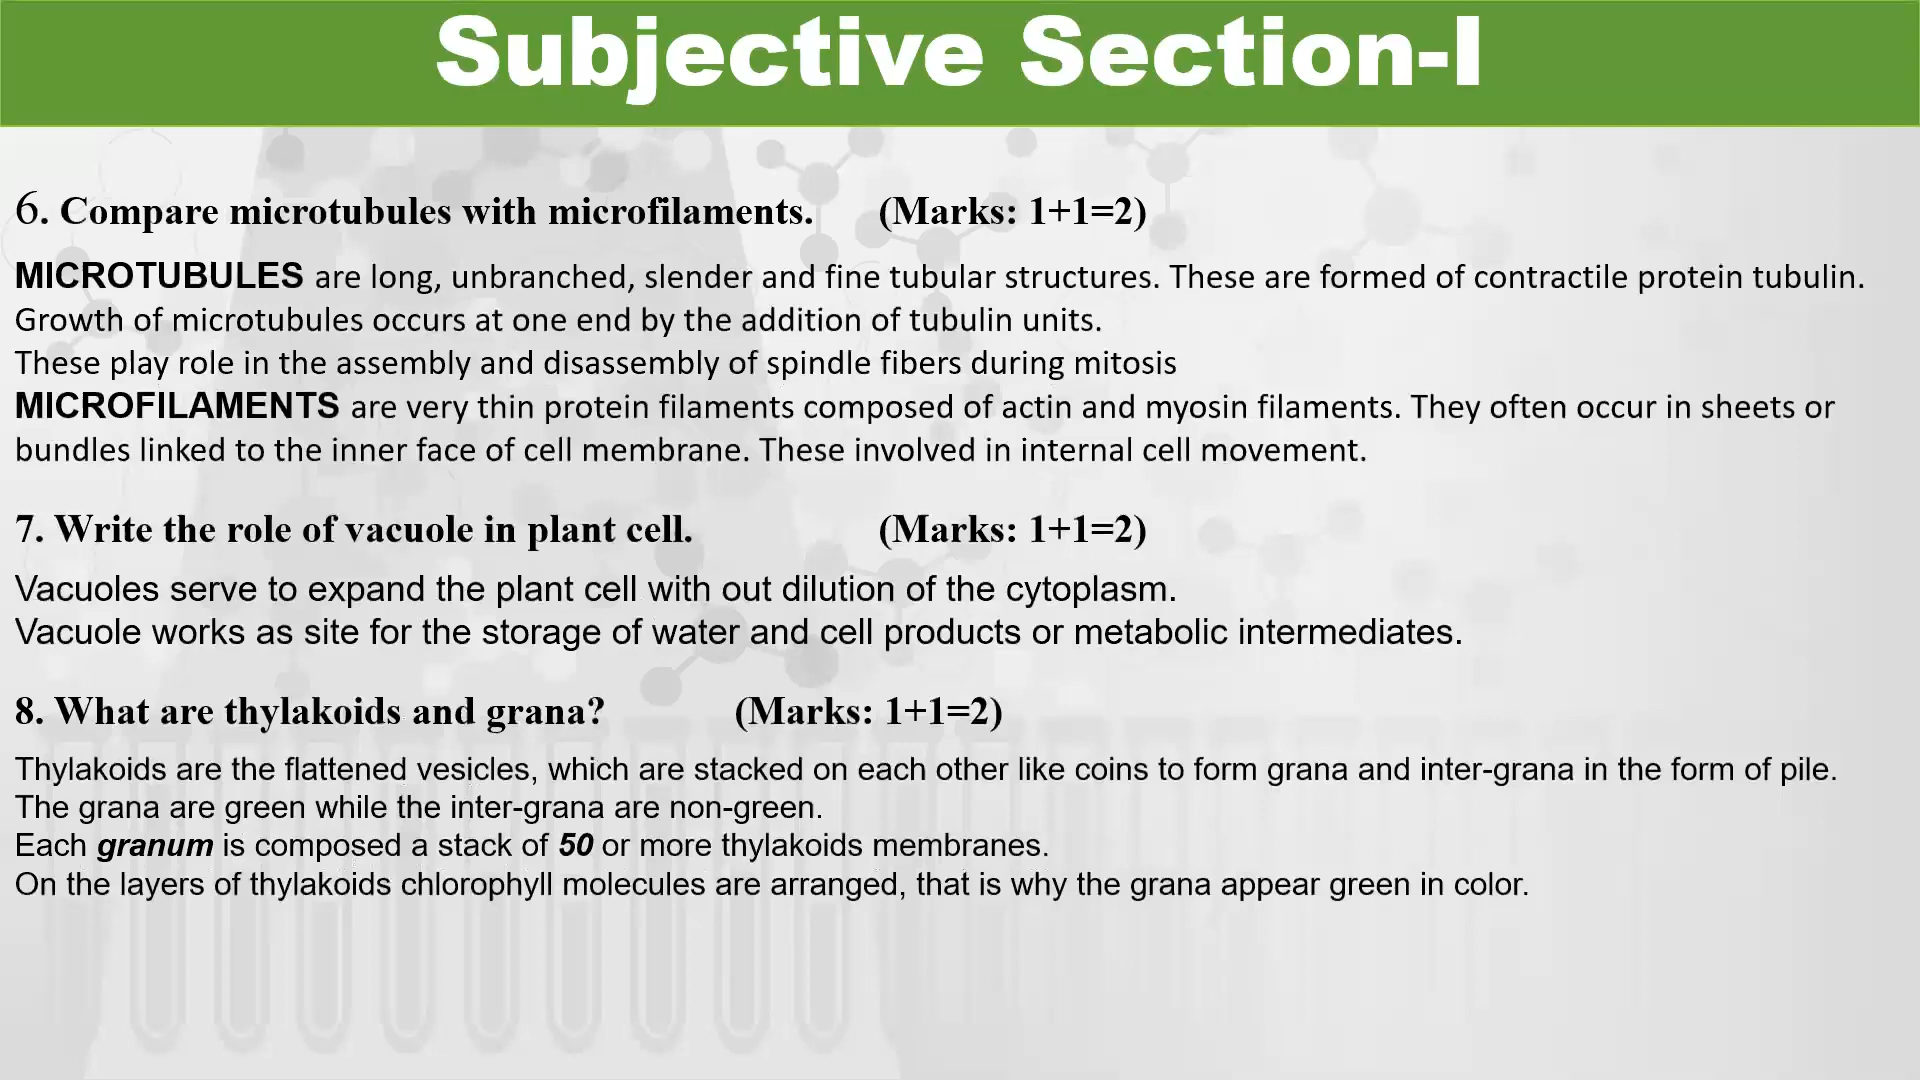 Subjective Section-I
6. Compare microtubules with microfilaments. (Marks: 1+1=2)
MICROTUBULES are long, unbranched, slender and fine tubular structures. These are formed of contractile protein tubulin.
Growth of microtubules occurs at one end by the addition of tubulin units.
These play role in the assembly and disassembly of spindle fibers during mitosis
MICROFILAMENTS are very thin protein filaments composed of actin and myosin filaments. They often occur in sheets or
bundles linked to the inner face of cell membrane. These involved in internal cell movement.
7. Write the role of vacuole in plant cell. (Marks: 1+1=2)
Vacuoles serve to expand the plant cell with out dilution of the cytoplasm.
Vacuole works as site for the storage of water and cell products or metabolic intermediates.
8. What are thylakoids and grana? (Marks: 1+1=2)
Thylakoids are the flattened vesicles, which are stacked on each other like coins to form grana and inter-grana in the form of pile.
The grana are green while the inter-grana are non-green.
Each granum is composed a stack of 50 or more thylakoids membranes.
On the layers of thylakoids chlorophyll molecules are arranged, that is why the grana appear green in color.